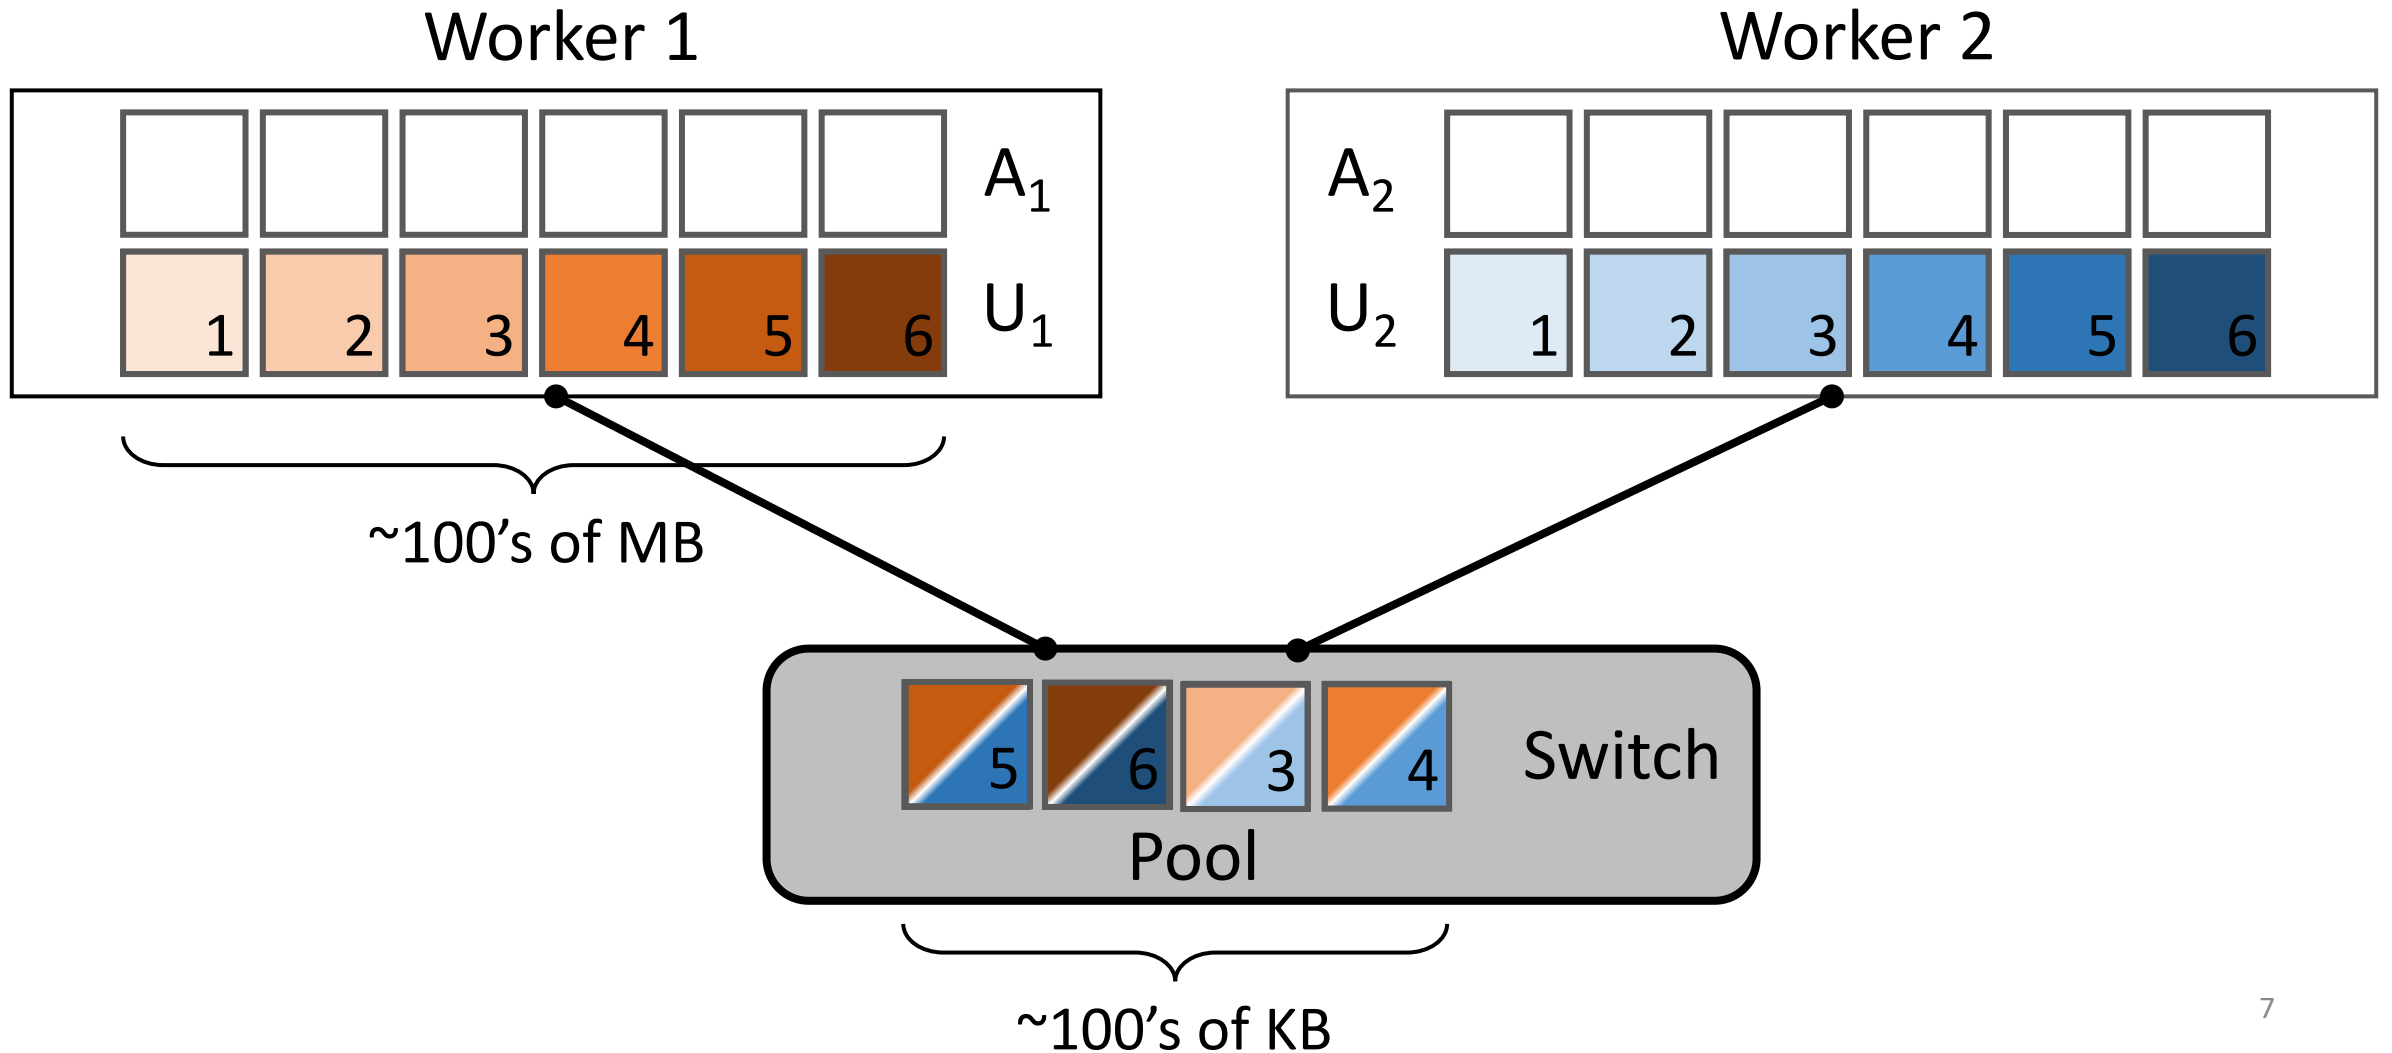 Worker 1
Worker 2
A1
A2
1 2 3 4 5 6 U1
U2 1 2 3 4 5 6
~100’s of MB
5 6 3 4
Switch
Pool
~100’s of KB
7